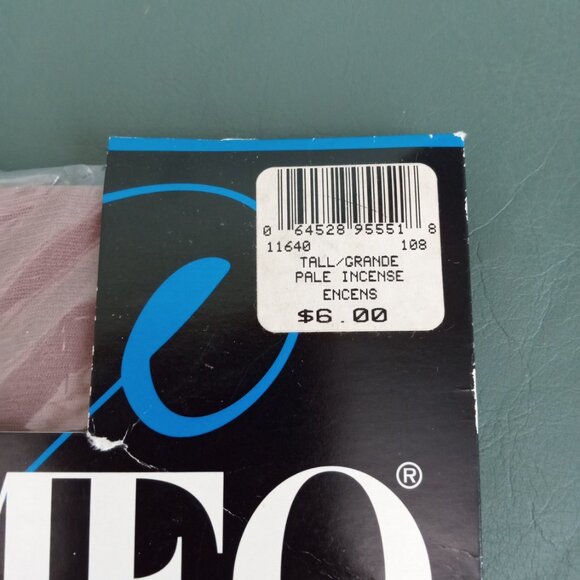 0 64528 95551 8
11640 108
TALL/GRANDE
PALE INCENSE
ENCENS
$6.00
®